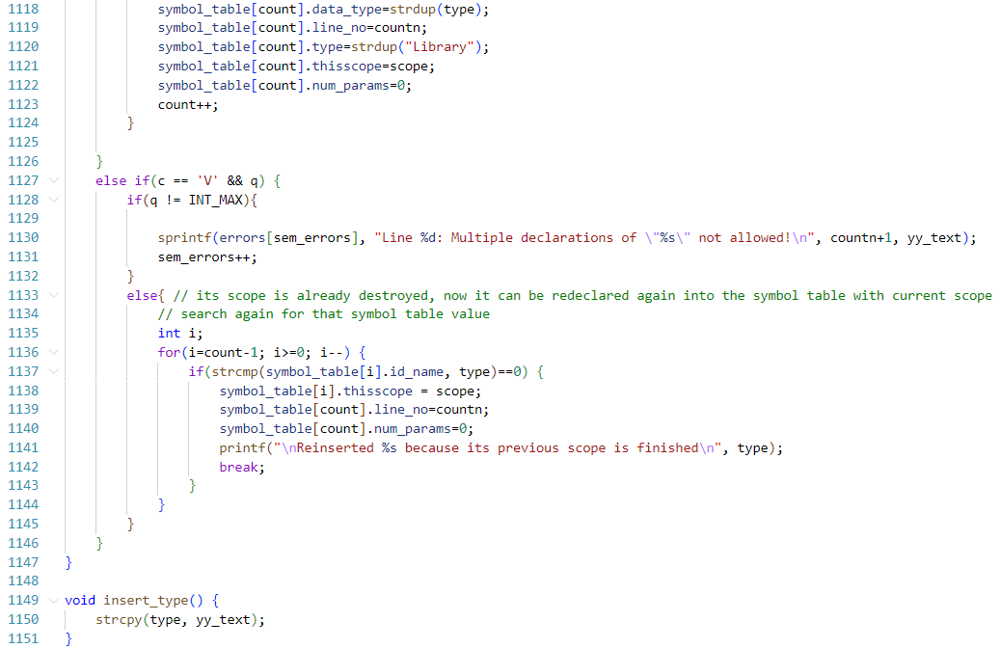 1118 symbol_table[count].data_type=strdup(type);
1119 symbol_table[count].line_no=countn;
1120 symbol_table[count].type=strdup("Library");
1121 symbol_table[count].thisscope=scope;
1122 symbol_table[count].num_params=0;
1123 count++;
1124 }
1125
1126 }
1127 else if(c == 'V' && q) {
1128 if(q != INT_MAX){
1129
1130 sprintf(errors[sem_errors], "Line %d: Multiple declarations of \"%s\" not allowed!\n", countn+1, yy_text);
1131 sem_errors++;
1132 }
1133 else{ // its scope is already destroyed, now it can be redeclared again into the symbol table with current scope
1134 // search again for that symbol table value
1135 int i;
1136 for(i=count-1; i>=0; i--) {
1137 if(strcmp(symbol_table[i].id_name, type)==0) {
1138 symbol_table[i].thisscope = scope;
1139 symbol_table[count].line_no=countn;
1140 symbol_table[count].num_params=0;
1141 printf("\nReinserted %s because its previous scope is finished\n", type);
1142 break;
1143 }
1144 }
1145 }
1146 }
1147 }
1148
1149 void insert_type() {
1150 strcpy(type, yy_text);
1151 }